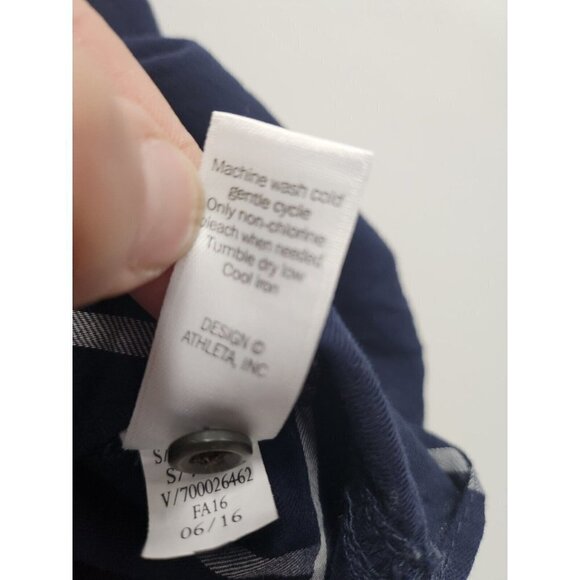 Machine wash cold
gentle cycle
Only non-chlorine
bleach when needed
Tumble dry low
Cool iron
DESIGN ©
ATHLETA, INC
S/
S/
V/700026462
FA16
06/16